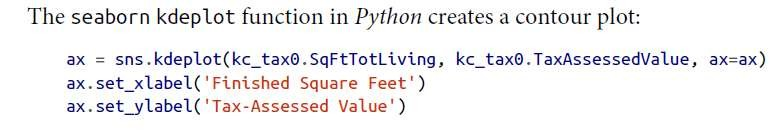 The seaborn kdeplot function in Python creates a contour plot:
ax = sns.kdeplot(kc_tax0.SqFtTotLiving, kc_tax0.TaxAssessedValue, ax=ax)
ax.set_xlabel('Finished Square Feet')
ax.set_ylabel('Tax-Assessed Value')